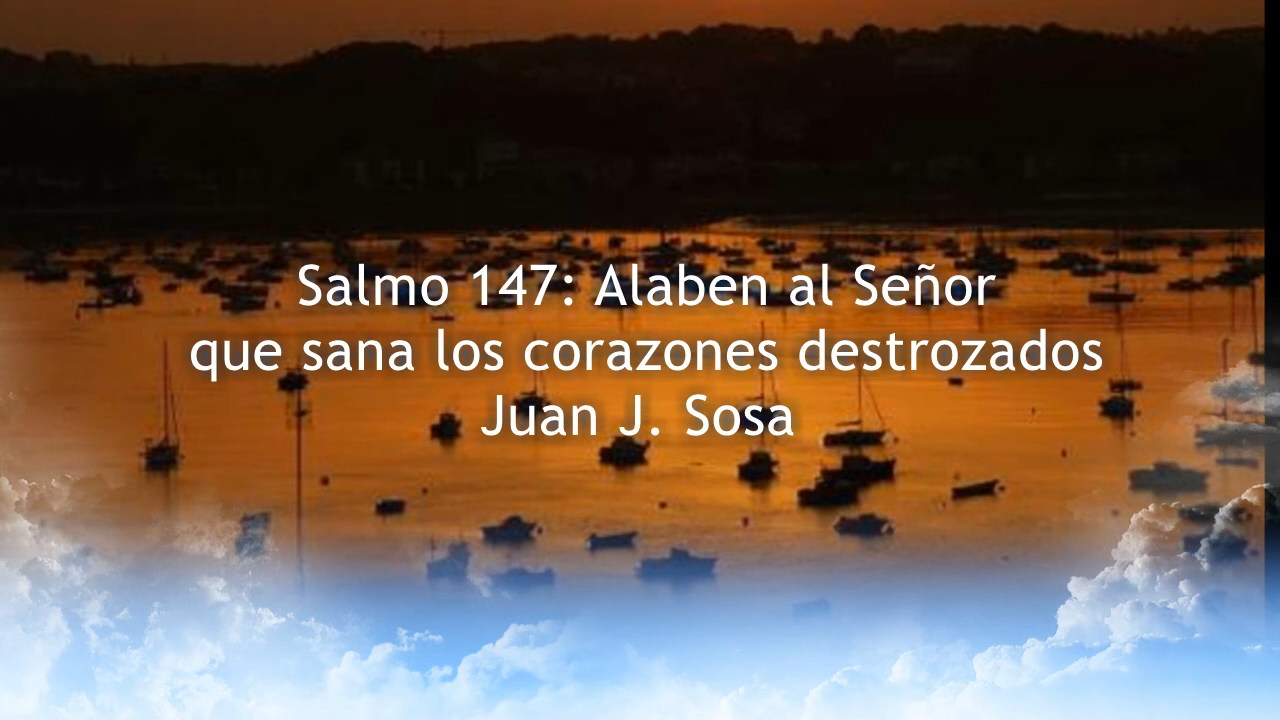 Salmo 147: Alaben al Señor
que sana los corazones destrozados
Juan J. Sosa